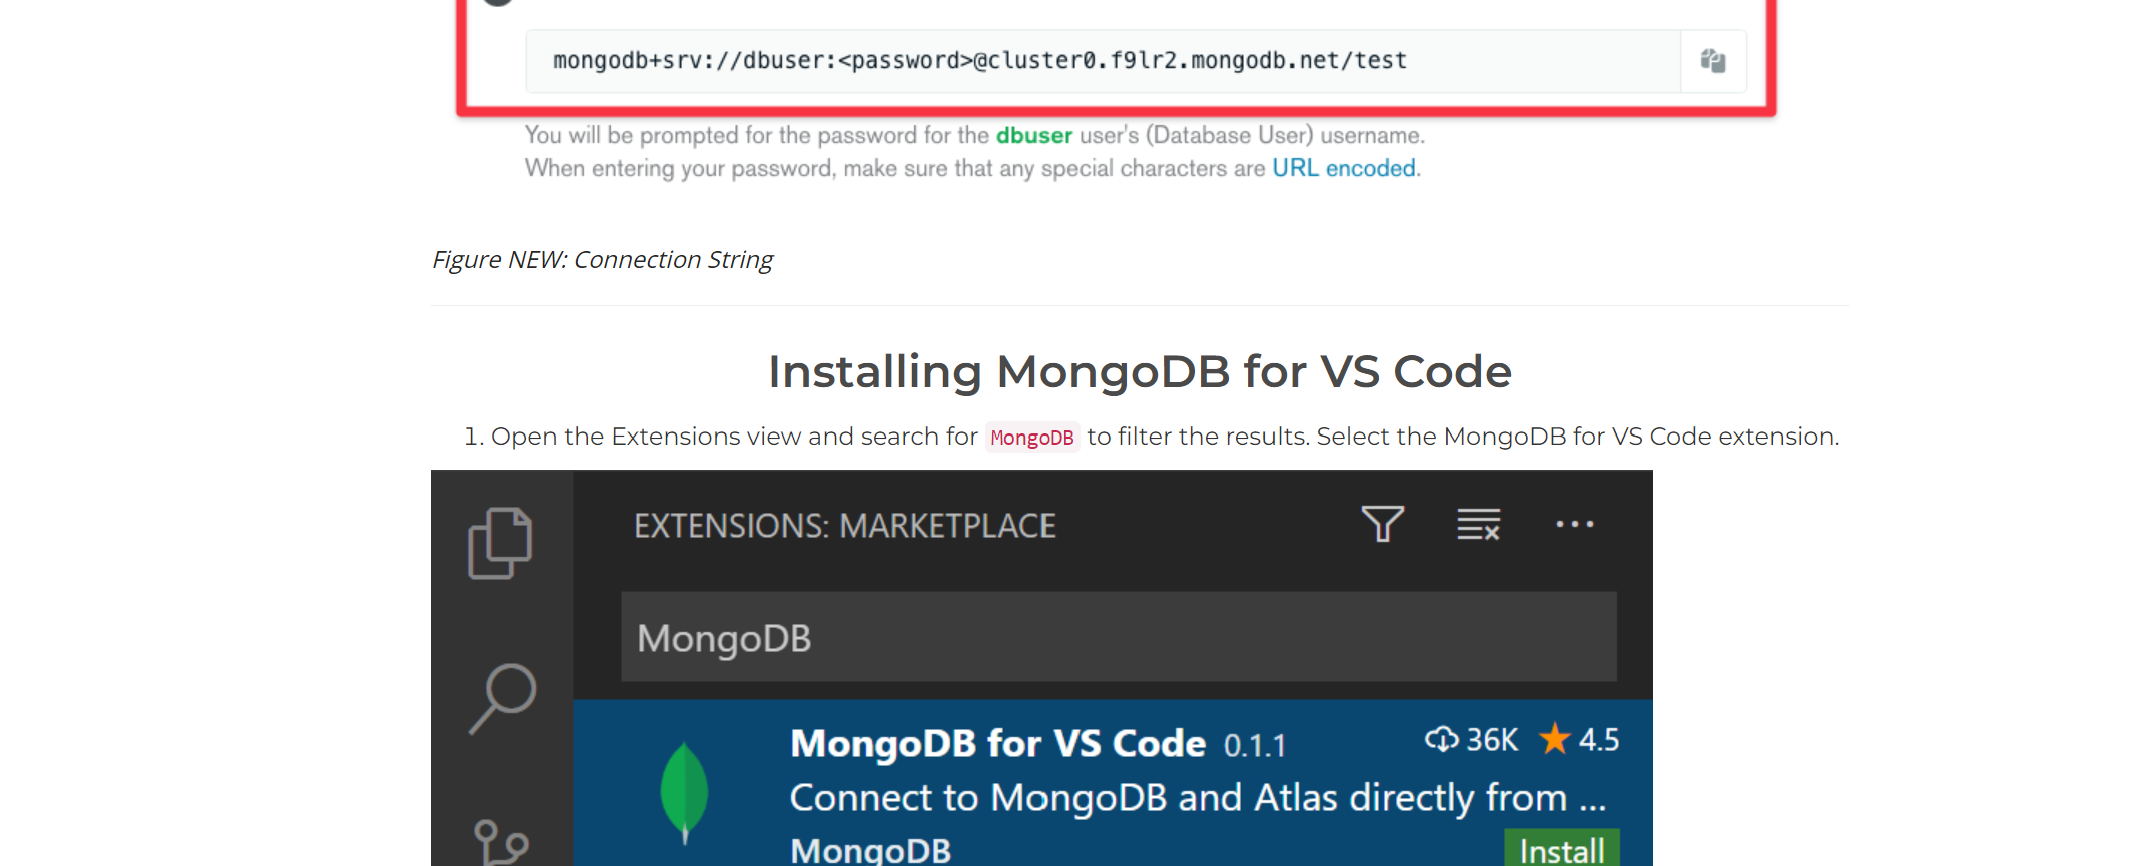 mongodb+srv://dbuser:<password>@cluster0.f9lr2.mongodb.net/test
You will be prompted for the password for the dbuser user's (Database User) username.
When entering your password, make sure that any special characters are URL encoded.
Figure NEW: Connection String
Installing MongoDB for VS Code
1. Open the Extensions view and search for MongoDB to filter the results. Select the MongoDB for VS Code extension.
EXTENSIONS: MARKETPLACE
MongoDB
MongoDB for VS Code 0.1.1 36K 4.5
Connect to MongoDB and Atlas directly from ...
MongoDB Install